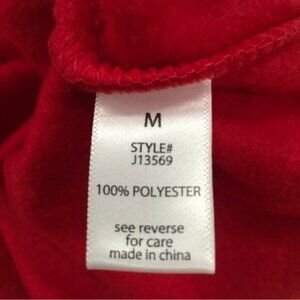 M
STYLE#
J13569
100% POLYESTER
see reverse
for care
made in china